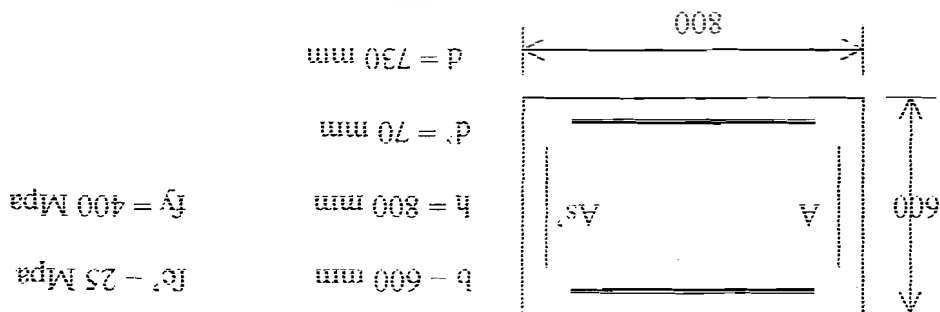 b – 600 mm fc' – 25 Mpa
600 A As' h = 800 mm fy = 400 Mpa
d' = 70 mm
d = 730 mm
800